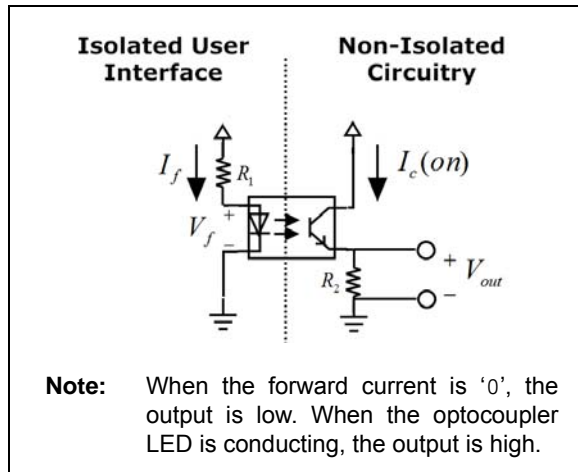 Isolated User Interface
Non-Isolated Circuitry
I_f
R_1
I_c(on)
+
V_f
−
R_2
+
V_out
−
Note: When the forward current is ‘0’, the
output is low. When the optocoupler
LED is conducting, the output is high.